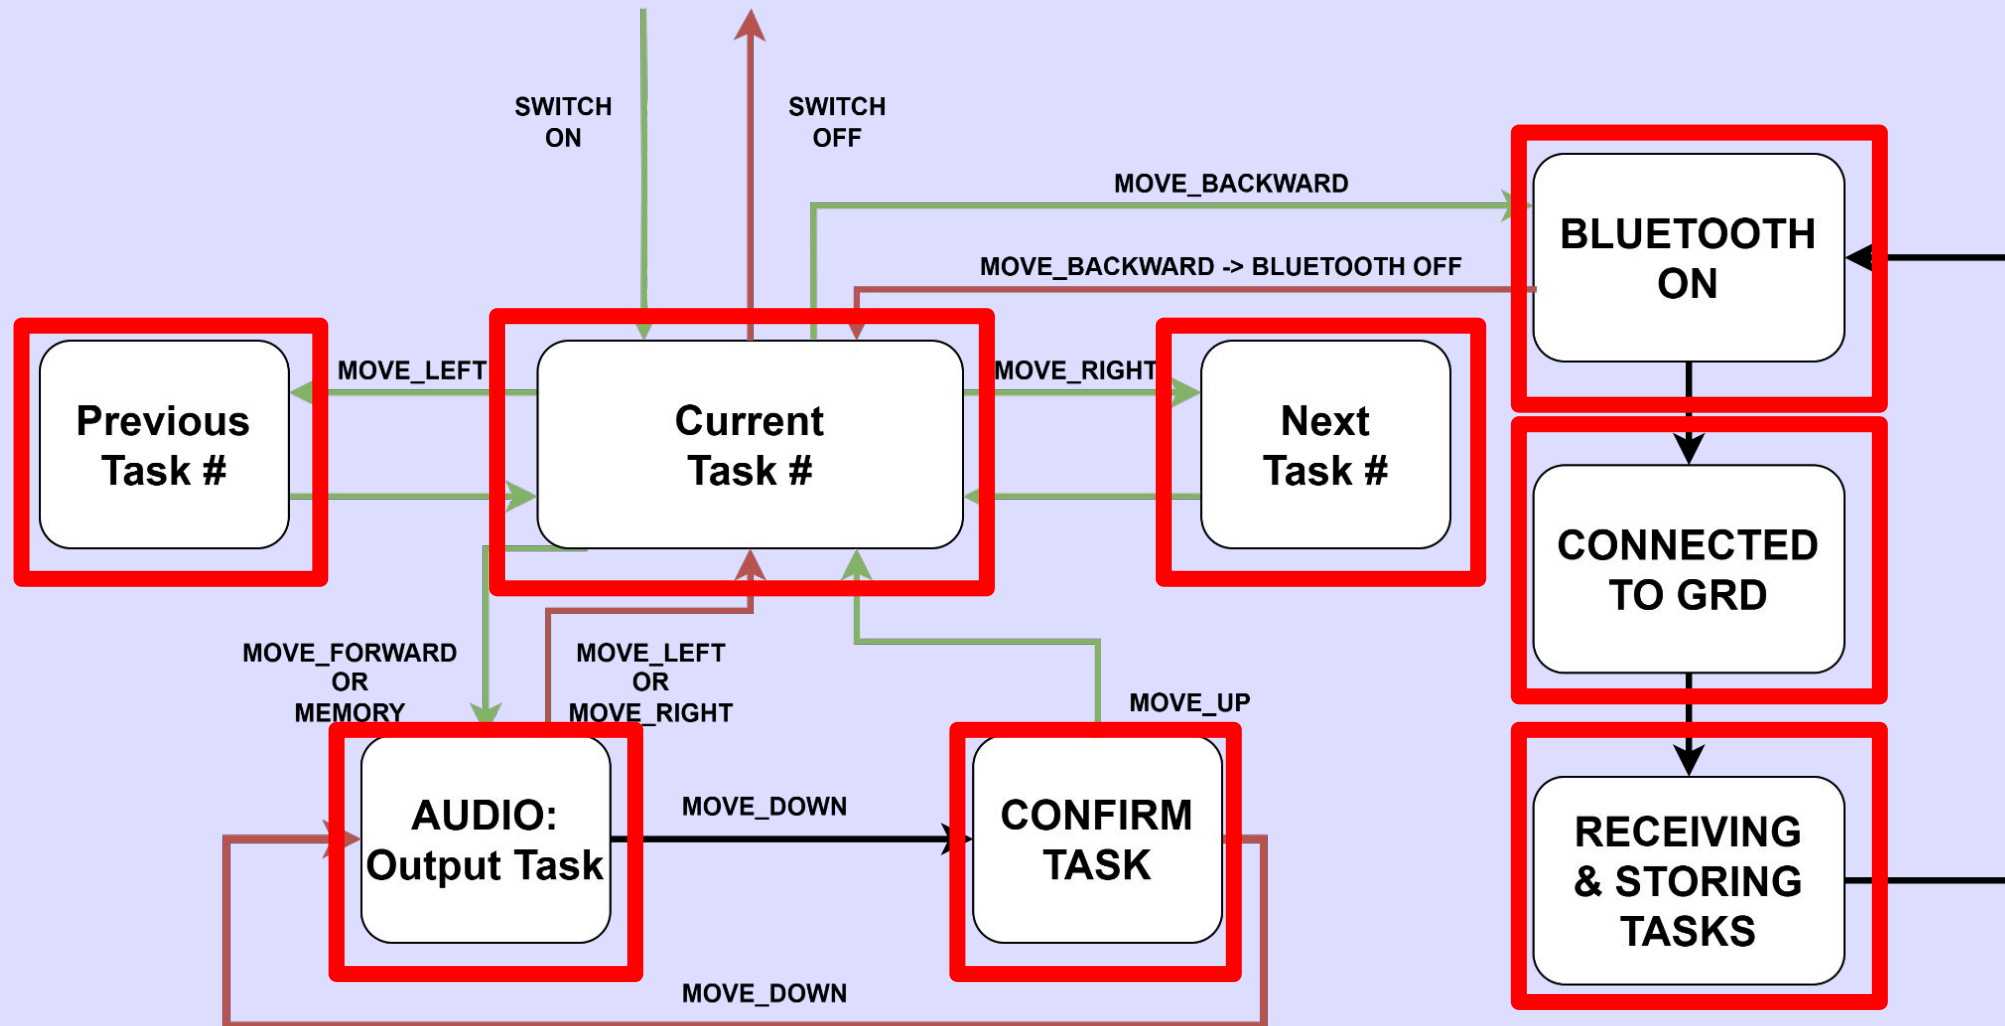 SWITCH
ON
SWITCH
OFF
MOVE_BACKWARD
BLUETOOTH
ON
MOVE_BACKWARD -> BLUETOOTH OFF
MOVE_LEFT
MOVE_RIGHT
Previous
Task #
Current
Task #
Next
Task #
CONNECTED
TO GRD
MOVE_FORWARD
OR
MEMORY
MOVE_LEFT
OR
MOVE_RIGHT
MOVE_UP
AUDIO:
Output Task
MOVE_DOWN
CONFIRM
TASK
RECEIVING
& STORING
TASKS
MOVE_DOWN